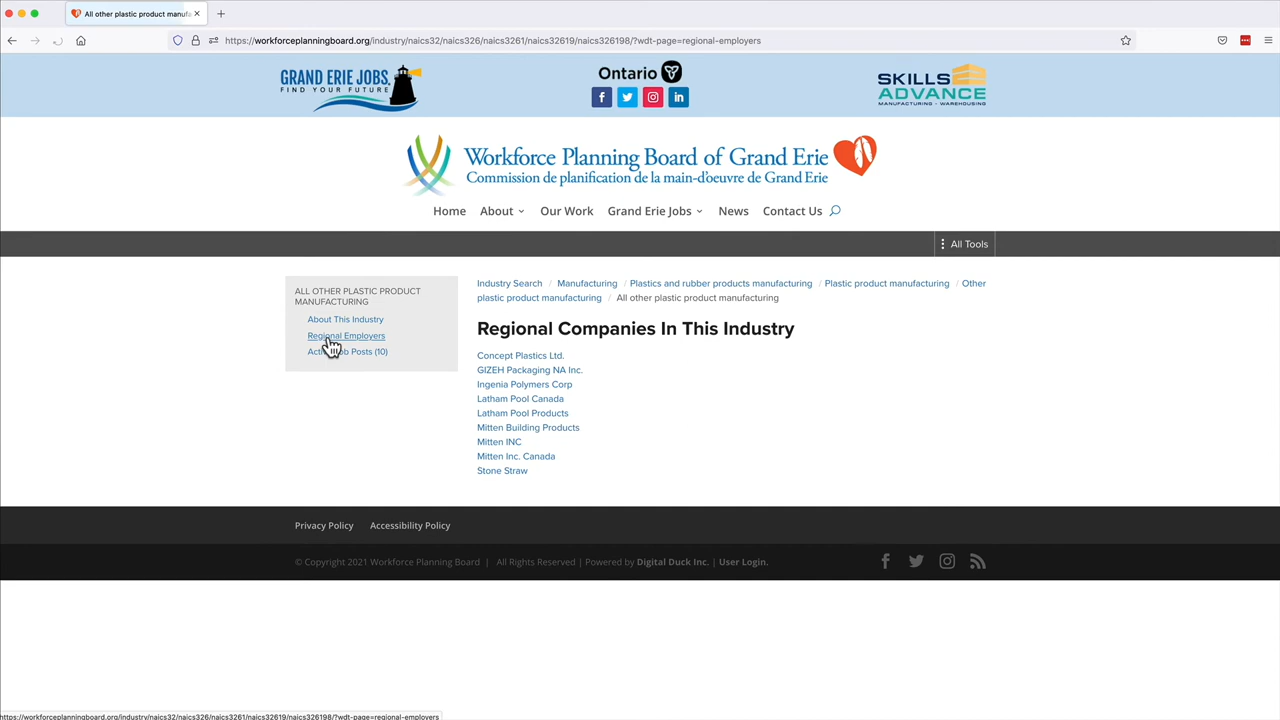 All other plastic product manufa
https://workforceplanningboard.org/industry/naics32/naics326/naics3261/naics32619/naics326198/?wdt-page=regional-employers
GRAND ERIE JOBS.
FIND YOUR FUTURE
Ontario
SKILLS
ADVANCE
MANUFACTURING - WAREHOUSING
Workforce Planning Board of Grand Erie
Commission de planification de la main-d'oeuvre de Grand Erie
Home About Our Work Grand Erie Jobs News Contact Us
All Tools
ALL OTHER PLASTIC PRODUCT
MANUFACTURING
About This Industry
Regional Employers
Active Job Posts (10)
Industry Search / Manufacturing / Plastics and rubber products manufacturing / Plastic product manufacturing / Other
plastic product manufacturing / All other plastic product manufacturing
Regional Companies In This Industry
Concept Plastics Ltd.
GIZEH Packaging NA Inc.
Ingenia Polymers Corp
Latham Pool Canada
Latham Pool Products
Mitten Building Products
Mitten INC
Mitten Inc. Canada
Stone Straw
Privacy Policy Accessibility Policy
© Copyright 2021 Workforce Planning Board | All Rights Reserved | Powered by Digital Duck Inc. | User Login.
https://workforceplanningboard.org/industry/naics32/naics326/naics3261/naics32619/naics326198/?wdt-page=regional-employers